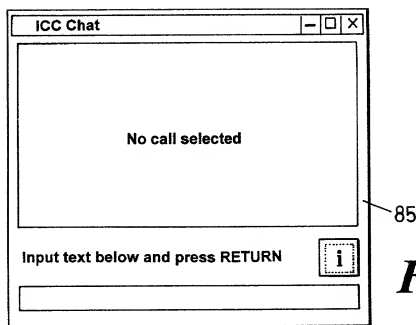 iCC Chat
No call selected
85
Input text below and press RETURN
i